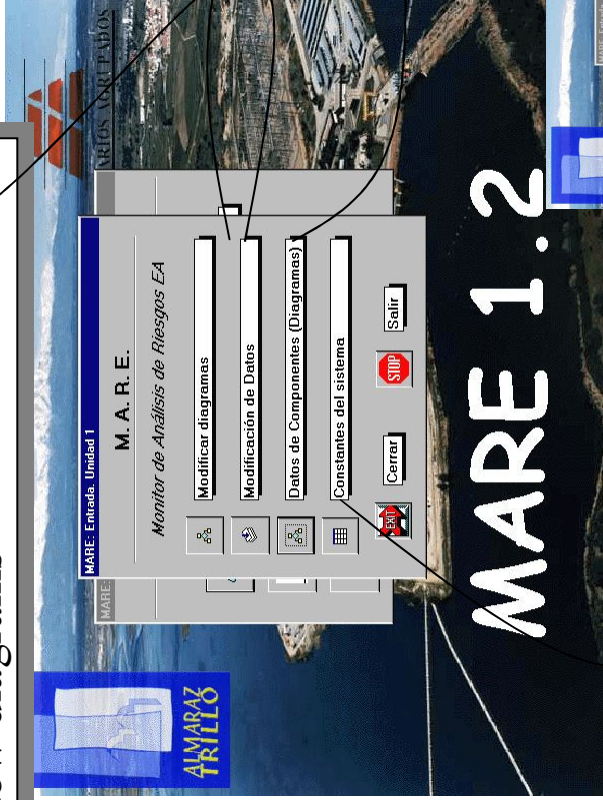 MARE: Entrada. Unidad 1
M. A. R. E.
Monitor de Análisis de Riesgos EA
Modificar diagramas
Modificación de Datos
Datos de Componentes (Diagramas)
Constantes del sistema
EXIT
Cerrar
STOP
Salir
MARE:
ALMARAZ
TRILLO
MARE 1.2